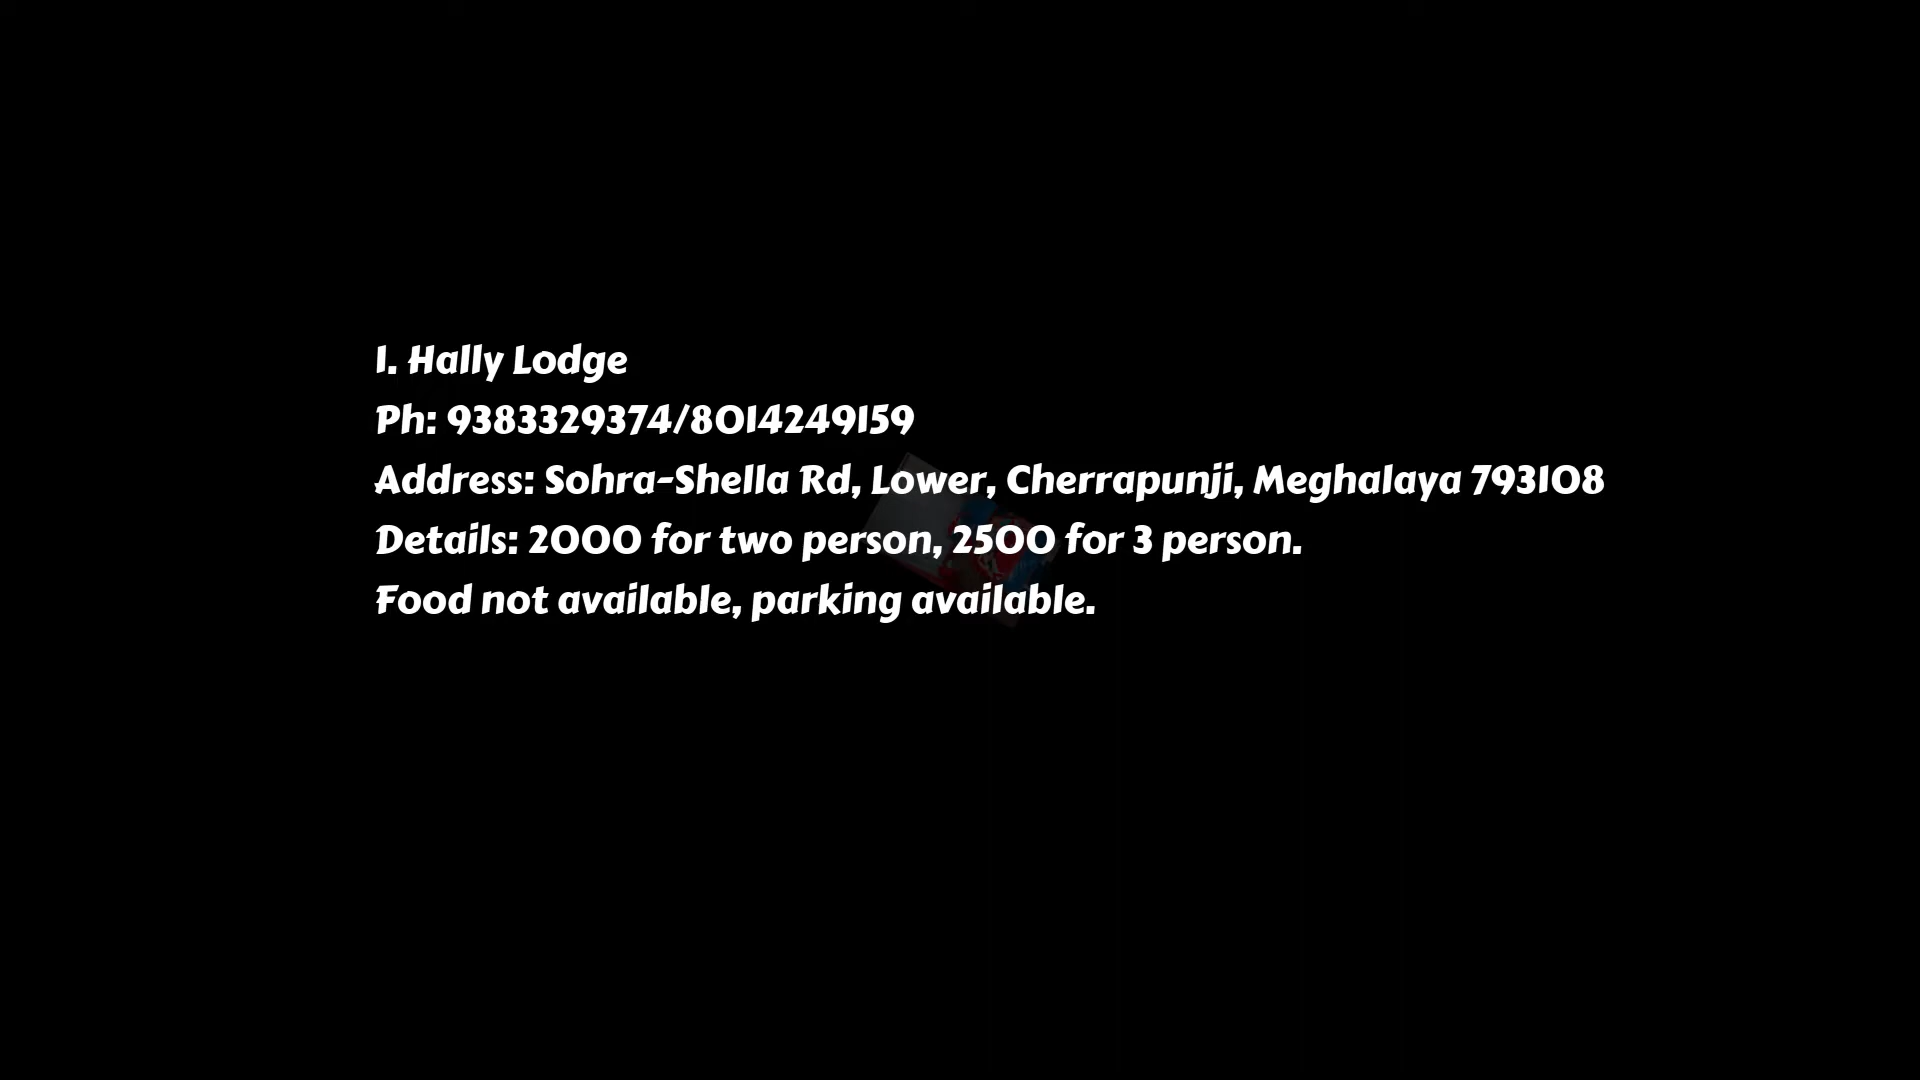 1. Hally Lodge
Ph: 9383329374/8014249159
Address: Sohra-Shella Rd, Lower, Cherrapunji, Meghalaya 793108
Details: 2000 for two person, 2500 for 3 person.
Food not available, parking available.